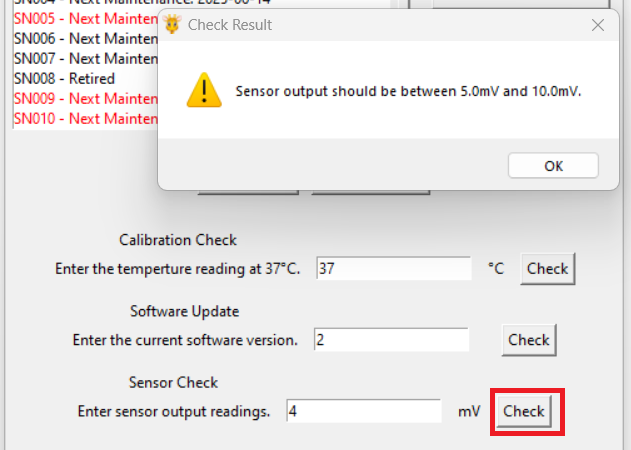 SN004 - Next Maintenance: 2025-06-14
Check Result
SN005 - Next Mainten
SN006 - Next Mainten
SN007 - Next Mainten
SN008 - Retired
SN009 - Next Mainten
SN010 - Next Mainten
Sensor output should be between 5.0mV and 10.0mV.
OK
Calibration Check
Enter the temperture reading at 37°C. 37 °C Check
Software Update
Enter the current software version. 2 Check
Sensor Check
Enter sensor output readings. 4 mV Check